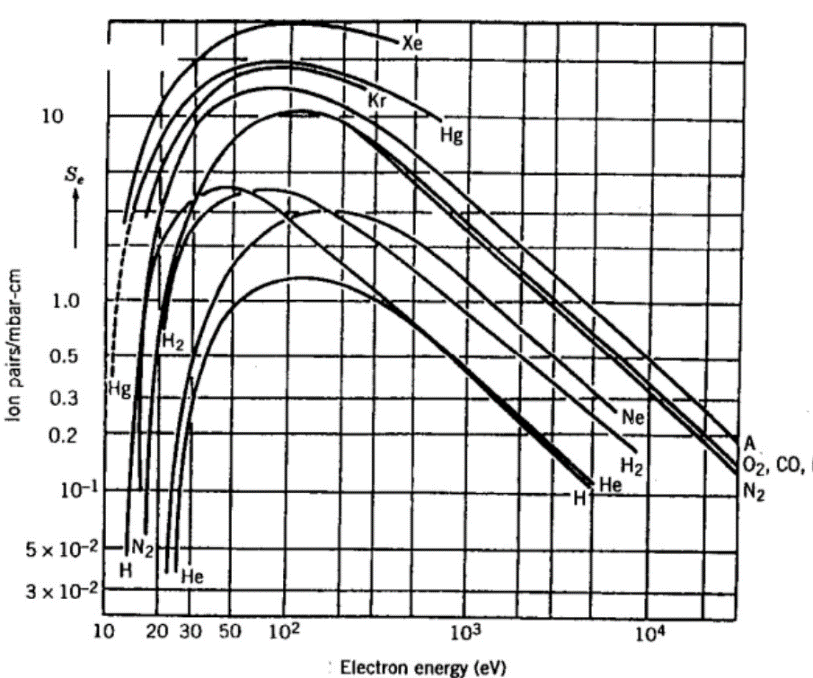 Xe
Kr
Hg
10
Sₑ
H₂
1.0
0.5
0.3
0.2
10⁻¹
5 × 10⁻²
3 × 10⁻²
Ion pairs/mbar-cm
Hg
N₂
H
He
Ne
H₂
He
H
A
O₂, CO,
N₂
10
20
30
50
10²
10³
10⁴
Electron energy (eV)